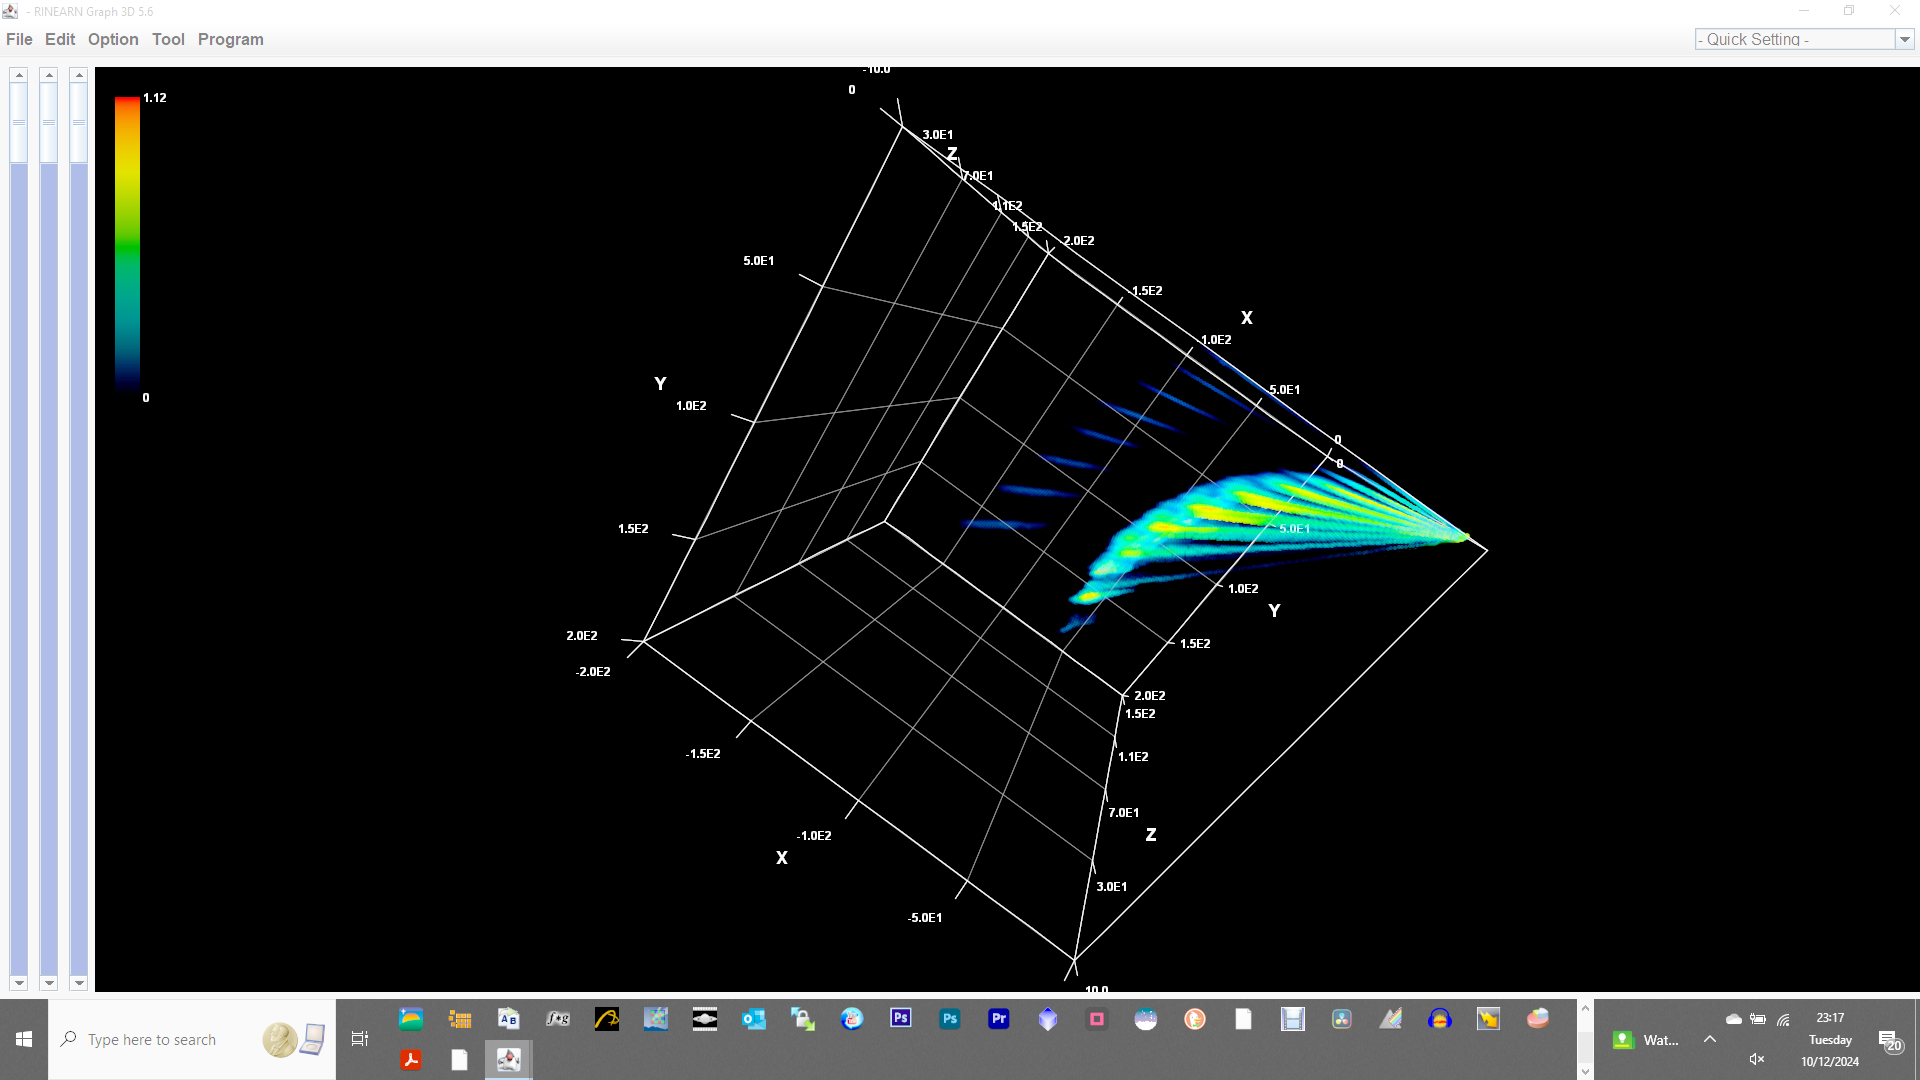 - RINEARN Graph 3D 5.6
File Edit Option Tool Program
- Quick Setting -
1.12
0
-10.0
0
3.0E1
Z
7.0E1
1.1E2
1.5E2
2.0E2
5.0E1
-1.5E2
X
-1.0E2
Y
1.0E2
-5.0E1
0
0
5.0E1
1.5E2
1.0E2
Y
2.0E2
1.5E2
-2.0E2
2.0E2
1.5E2
-1.5E2
1.1E2
7.0E1
-1.0E2
Z
X
3.0E1
-5.0E1
10.0
Type here to search
AB
f*g
Ps
Ps
Pr
Wat...
23:17
Tuesday
10/12/2024
20